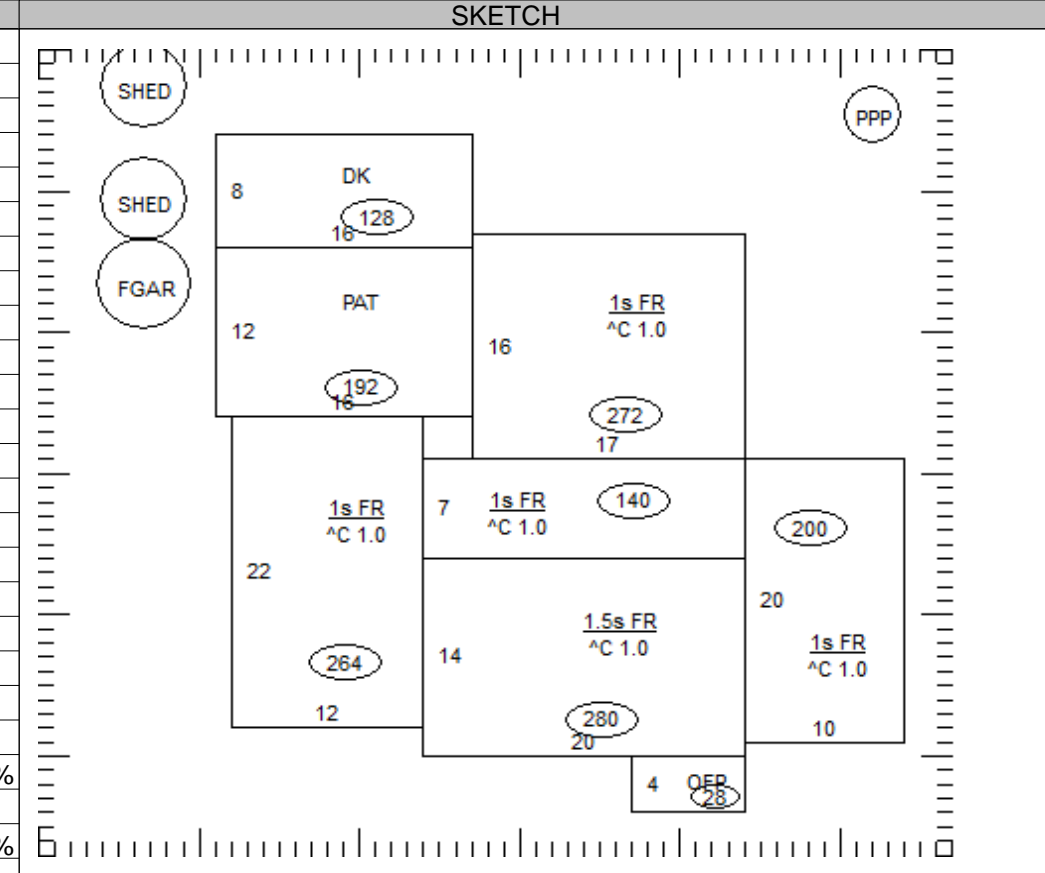 SKETCH
SHED
PPP
SHED
FGAR
DK
8
128
16
PAT
12
192
16
1s FR
^C 1.0
16
272
17
1s FR
^C 1.0
22
264
12
7
1s FR
^C 1.0
140
200
20
1s FR
^C 1.0
10
1.5s FR
^C 1.0
14
280
20
4
OFP
28
%
%